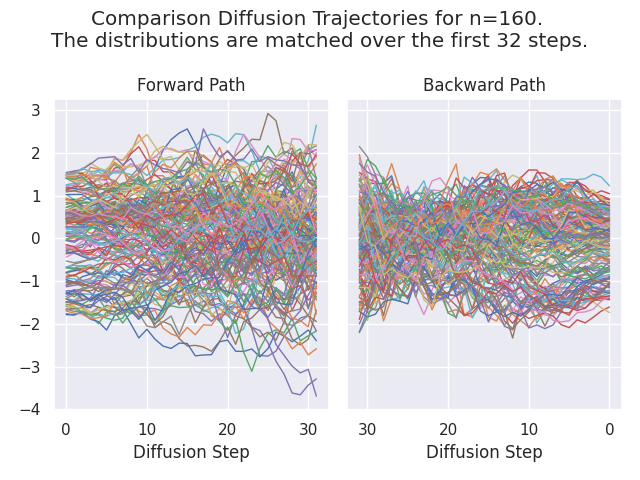 Comparison Diffusion Trajectories for n=160.
The distributions are matched over the first 32 steps.
Forward Path
Backward Path
3
2
1
0
−1
−2
−3
−4
0
10
20
30
30
20
10
0
Diffusion Step
Diffusion Step